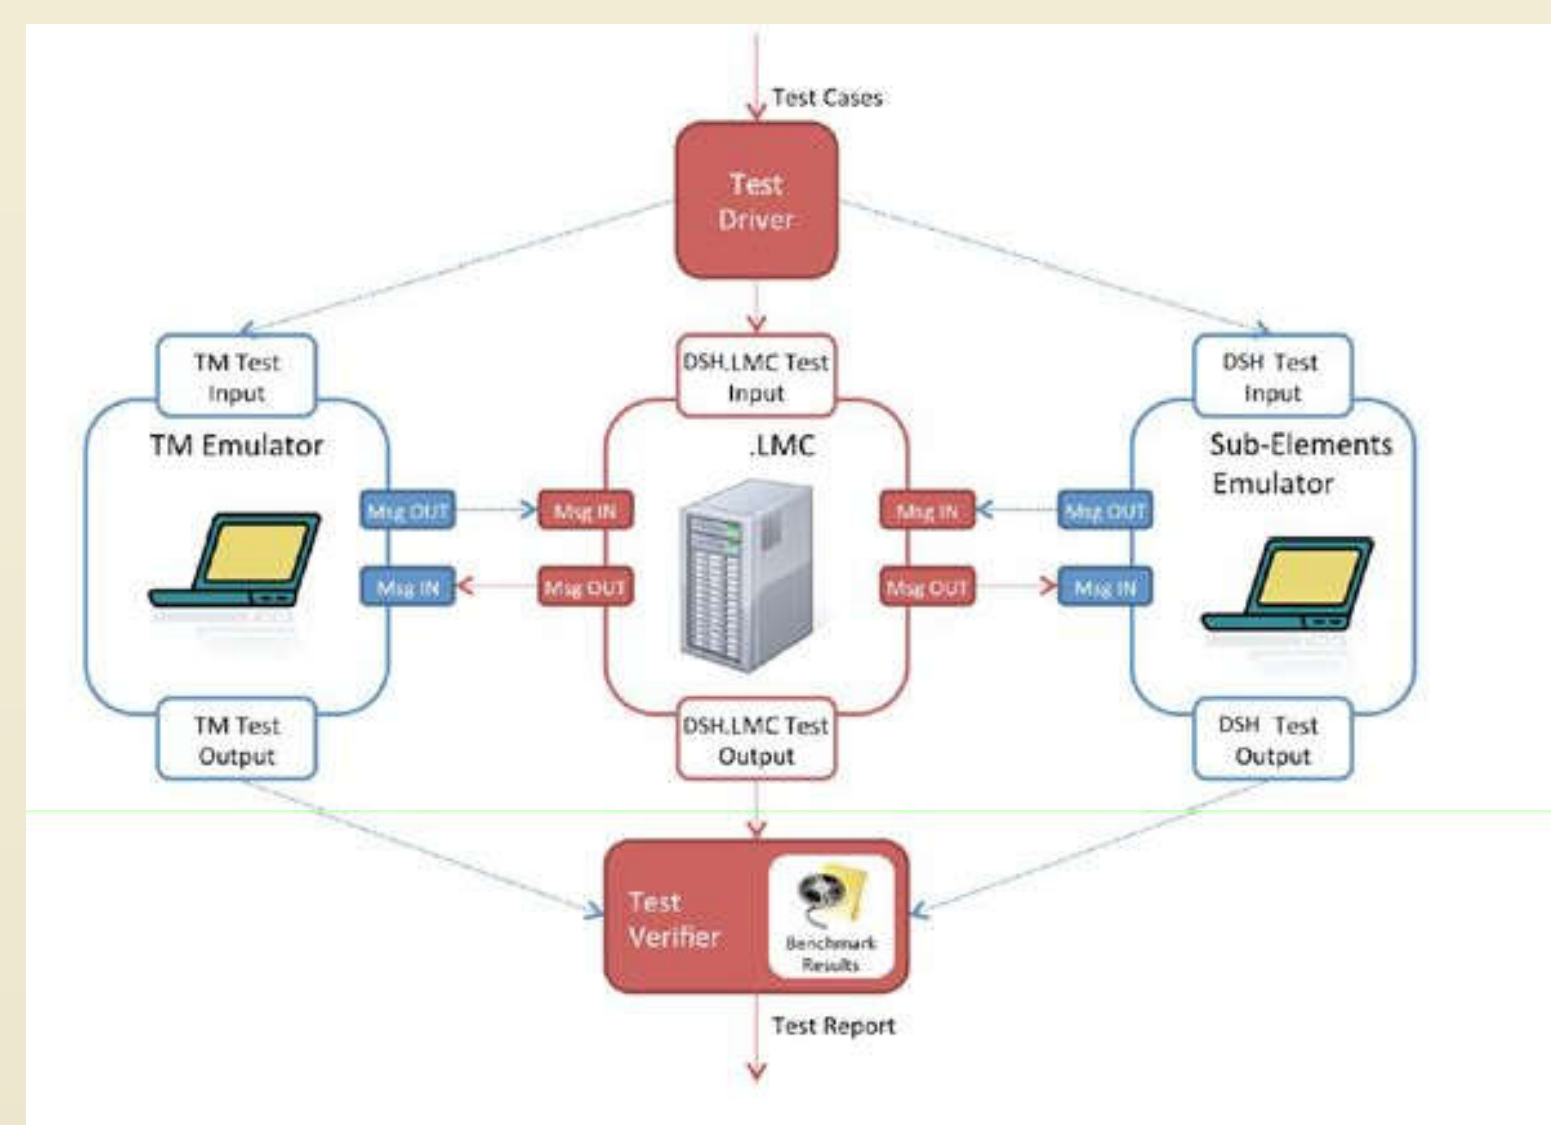 Test Cases
Test
Driver
TM Test
Input
DSH.LMC Test
Input
DSH Test
Input
TM Emulator
.LMC
Sub-Elements
Emulator
Msg OUT
Msg IN
Msg IN
Msg OUT
Msg IN
Msg OUT
Msg OUT
Msg IN
TM Test
Output
DSH.LMC Test
Output
DSH Test
Output
Test
Verifier
Benchmark
Results
Test Report